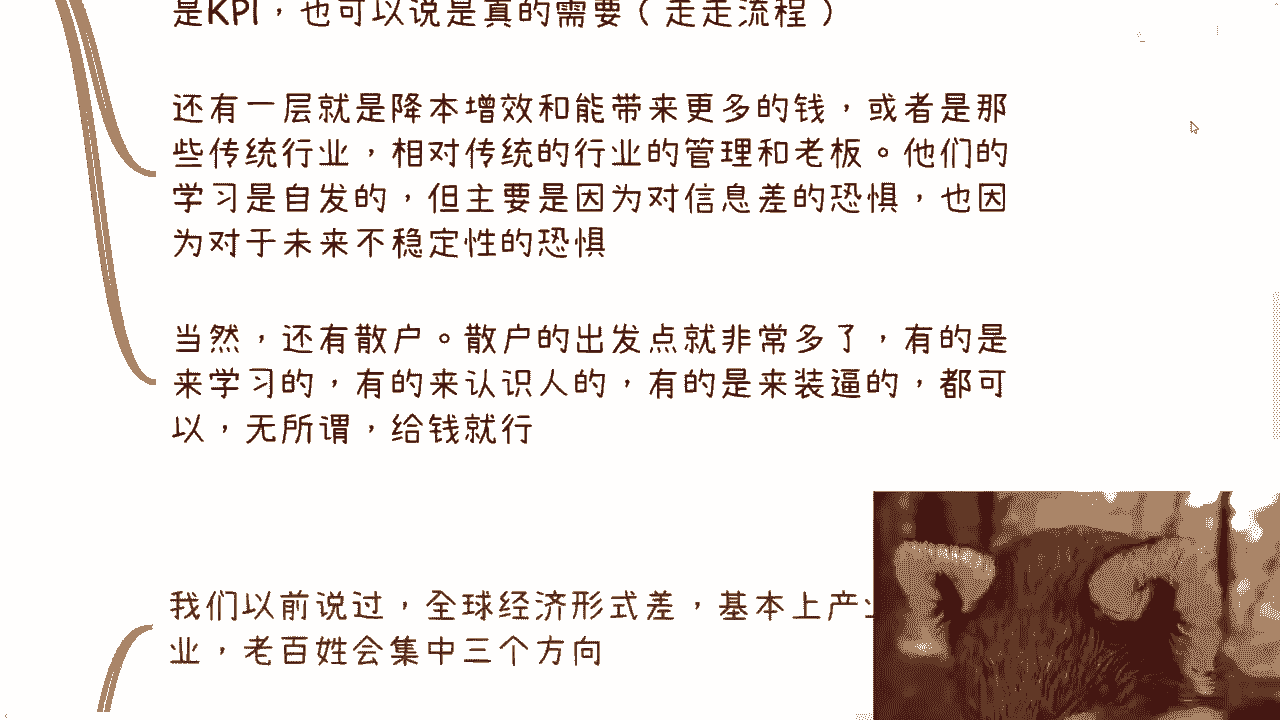 是KPI，也可以说是真的需要（走走流程）
还有一层就是降本增效和能带来更多的钱，或者是那
些传统行业，相对传统的行业的管理和老板。他们的
学习是自发的，但主要是因为对信息差的恐惧，也因
为对于未来不稳定性的恐惧
当然，还有散户。散户的出发点就非常多了，有的是
来学习的，有的来认识人的，有的是来装逼的，都可
以，无所谓，给钱就行
我们以前说过，全球经济形式差，基本上产
业，老百姓会集中三个方向